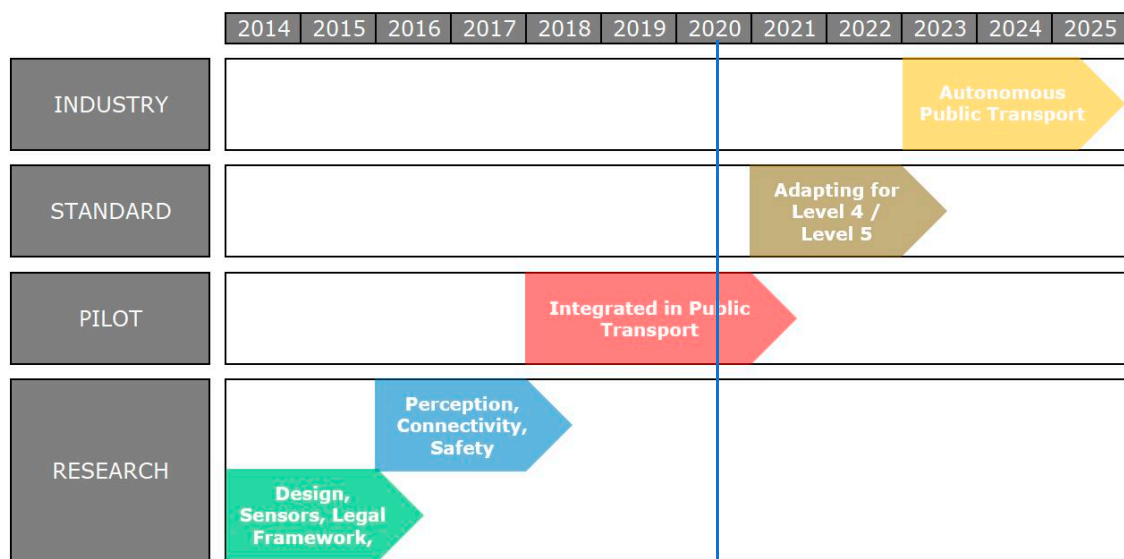 2014 2015 2016 2017 2018 2019 2020 2021 2022 2023 2024 2025
INDUSTRY
Autonomous
Public Transport
STANDARD
Adapting for
Level 4 /
Level 5
PILOT
Integrated in Public
Transport
RESEARCH
Perception,
Connectivity,
Safety
Design,
Sensors, Legal
Framework,